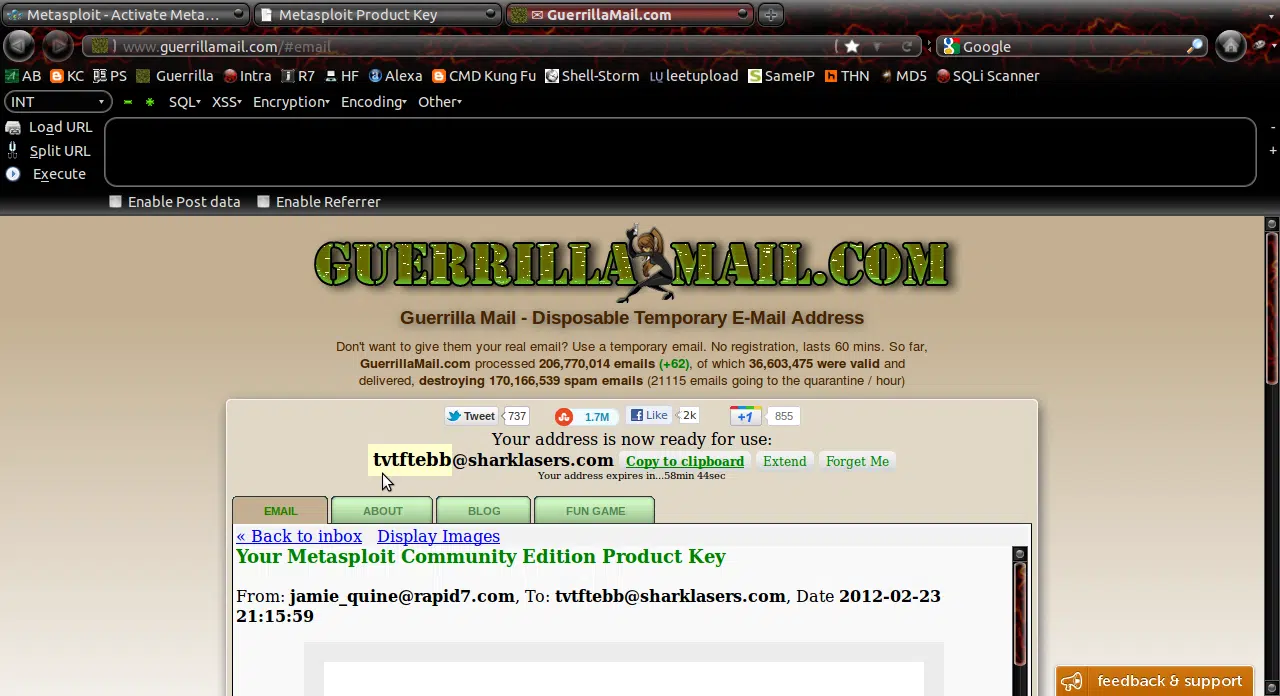 Metasploit - Activate Meta...
Metasploit Product Key
✉ GuerrillaMail.com
www.guerrillamail.com/#email
Google
AB KC PS Guerrilla Intra R7 HF Alexa CMD Kung Fu Shell-Storm leetupload SameIP THN MD5 SQLi Scanner
INT SQL XSS Encryption Encoding Other
Load URL
Split URL
Execute
Enable Post data Enable Referrer
GUERRILLA MAIL.COM
Guerrilla Mail - Disposable Temporary E-Mail Address
Don't want to give them your real email? Use a temporary email. No registration, lasts 60 mins. So far,
GuerrillaMail.com processed 206,770,014 emails (+62), of which 36,603,475 were valid and
delivered, destroying 170,166,539 spam emails (21115 emails going to the quarantine / hour)
Tweet 737 1.7M Like 2k +1 855
Your address is now ready for use:
tvtftebb@sharklasers.com Copy to clipboard Extend Forget Me
Your address expires in...58min 44sec
EMAIL ABOUT BLOG FUN GAME
« Back to inbox Display Images
Your Metasploit Community Edition Product Key
From: jamie_quine@rapid7.com, To: tvtftebb@sharklasers.com, Date 2012-02-23
21:15:59
feedback & support